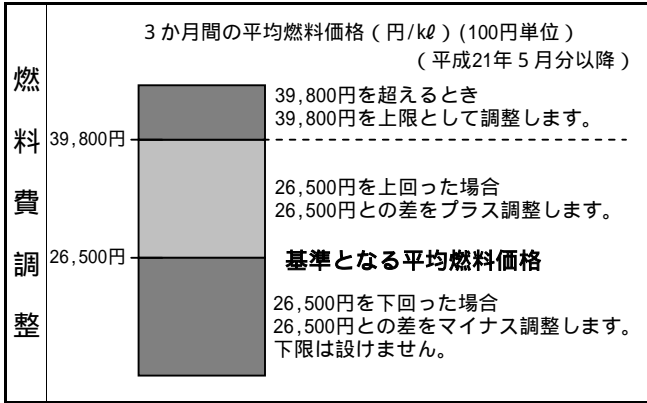 燃料費調整
3か月間の平均燃料価格(円/kℓ)(100円単位)
(平成21年5月分以降)
39,800円を超えるとき
39,800円を上限として調整します。
39,800円
26,500円を上回った場合
26,500円との差をプラス調整します。
26,500円
基準となる平均燃料価格
26,500円を下回った場合
26,500円との差をマイナス調整します。
下限は設けません。